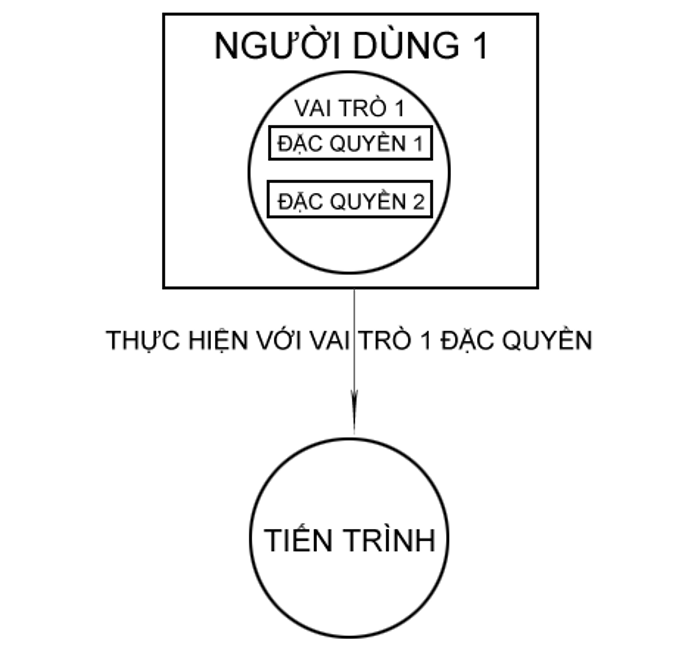 NGƯỜI DÙNG 1
VAI TRÒ 1
ĐẶC QUYỀN 1
ĐẶC QUYỀN 2
THỰC HIỆN VỚI VAI TRÒ 1 ĐẶC QUYỀN
TIẾN TRÌNH